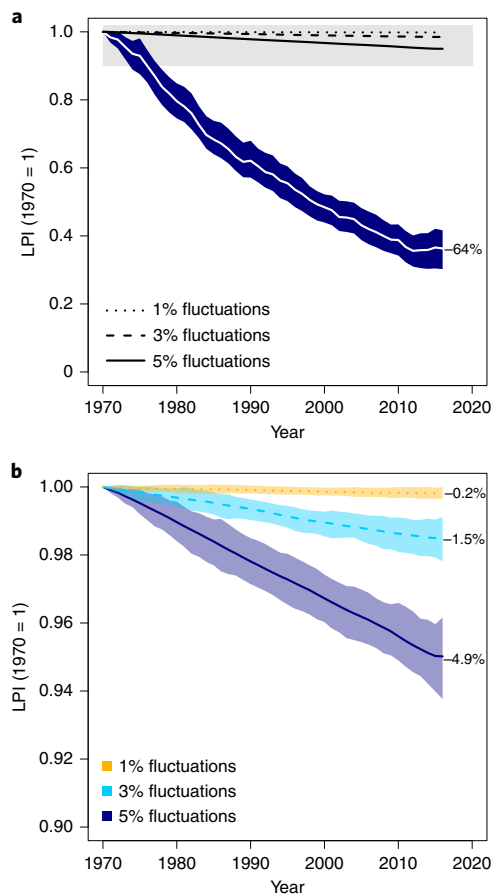 a
1.0
0.8
0.6
0.4
0.2
0
LPI (1970 = 1)
–64%
1% fluctuations
3% fluctuations
5% fluctuations
1970 1980 1990 2000 2010 2020
Year
b
1.00
0.98
0.96
0.94
0.92
0.90
LPI (1970 = 1)
–0.2%
–1.5%
–4.9%
1% fluctuations
3% fluctuations
5% fluctuations
1970 1980 1990 2000 2010 2020
Year